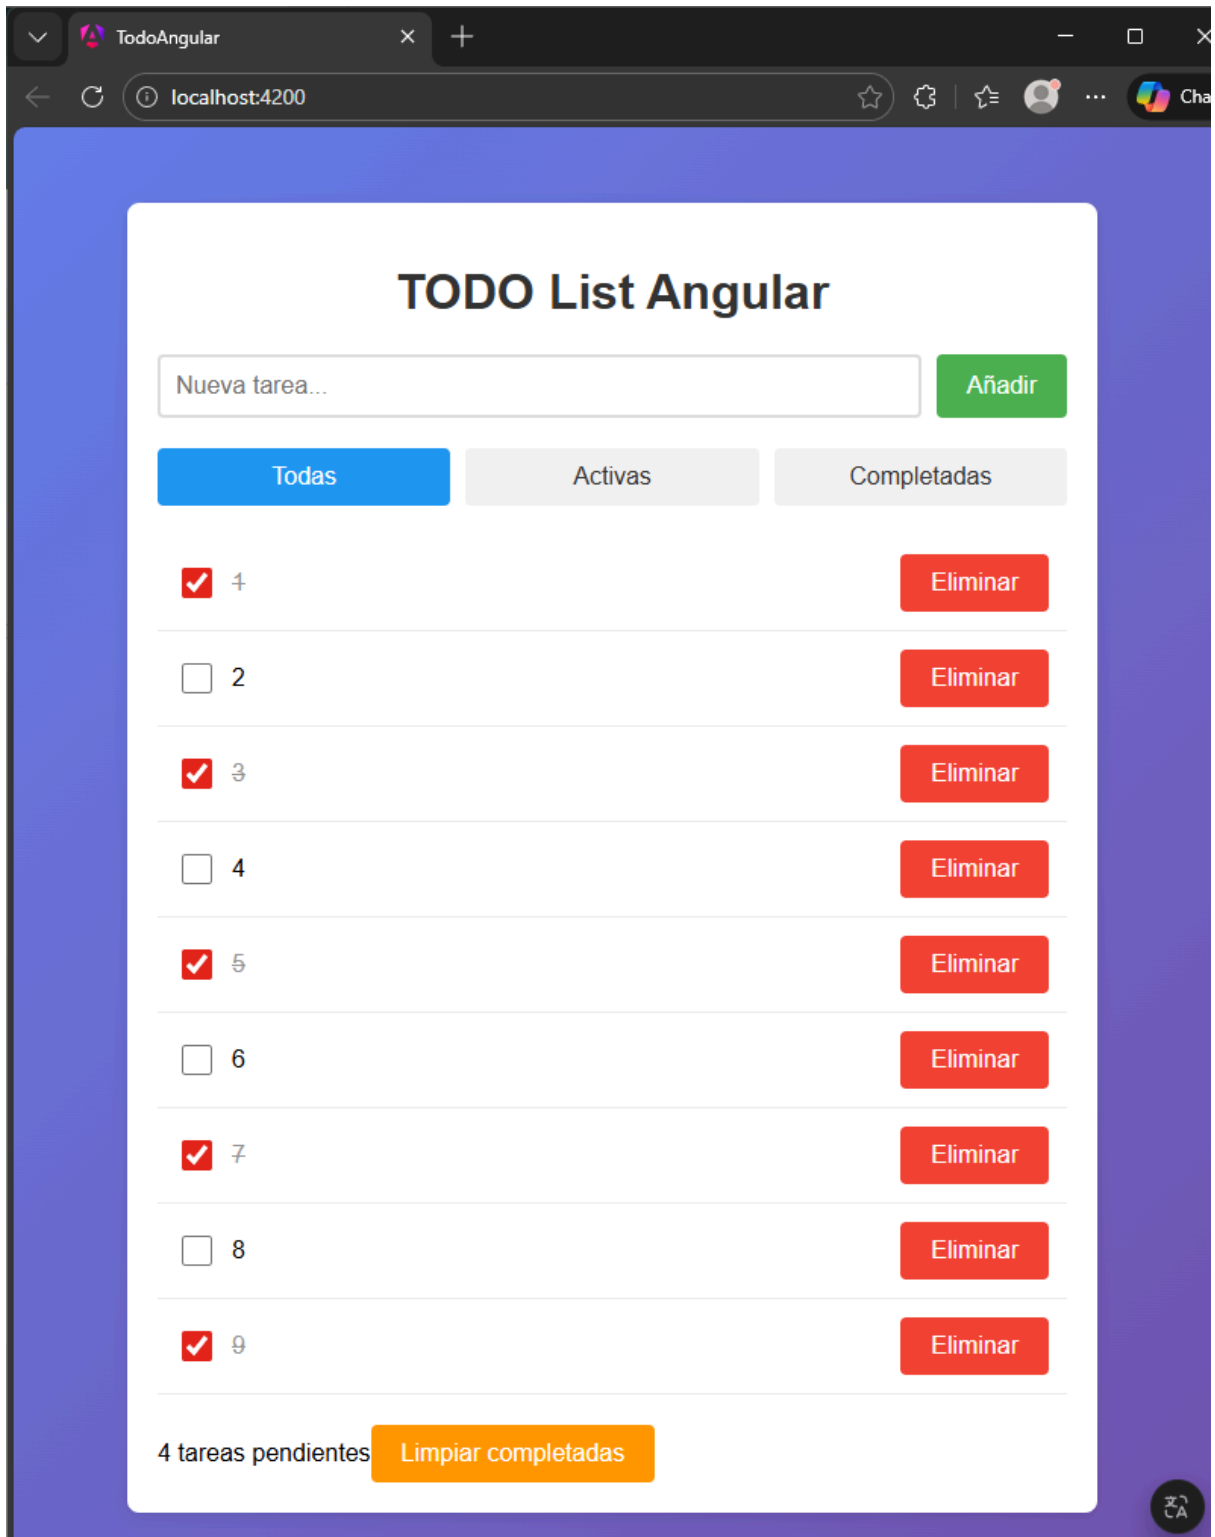 TodoAngular
localhost:4200
Cha
TODO List Angular
Nueva tarea...
Añadir
Todas Activas Completadas
1 Eliminar
2 Eliminar
3 Eliminar
4 Eliminar
5 Eliminar
6 Eliminar
7 Eliminar
8 Eliminar
9 Eliminar
4 tareas pendientes Limpiar completadas